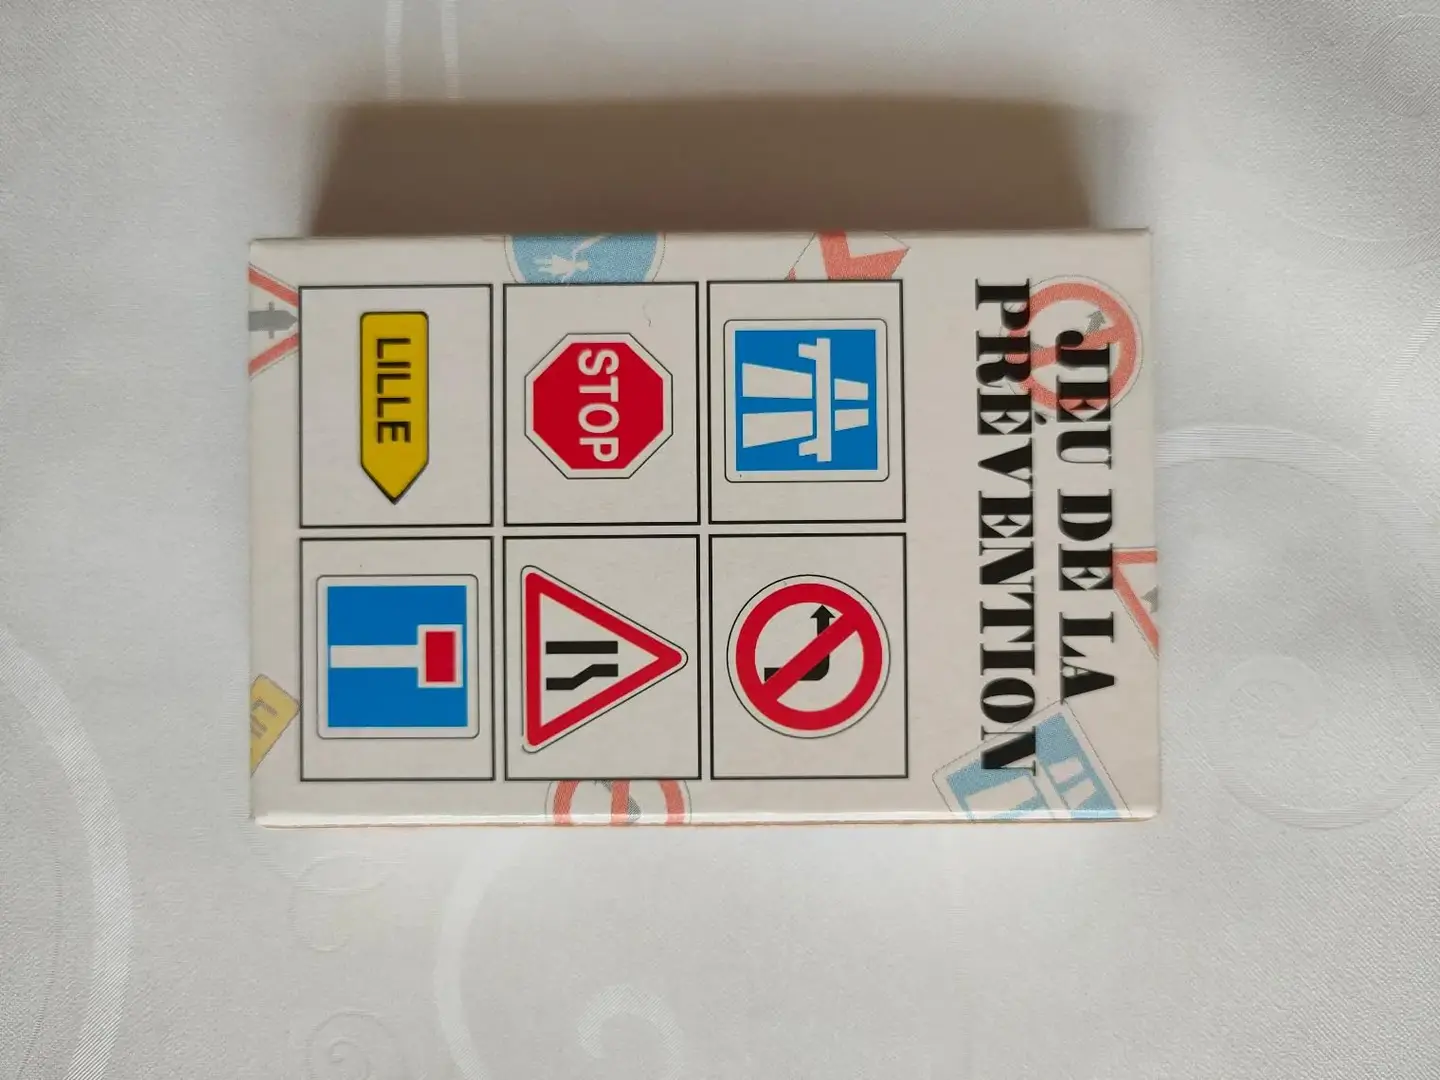 JEU DE LA
PRÉVENTION
STOP
LILLE